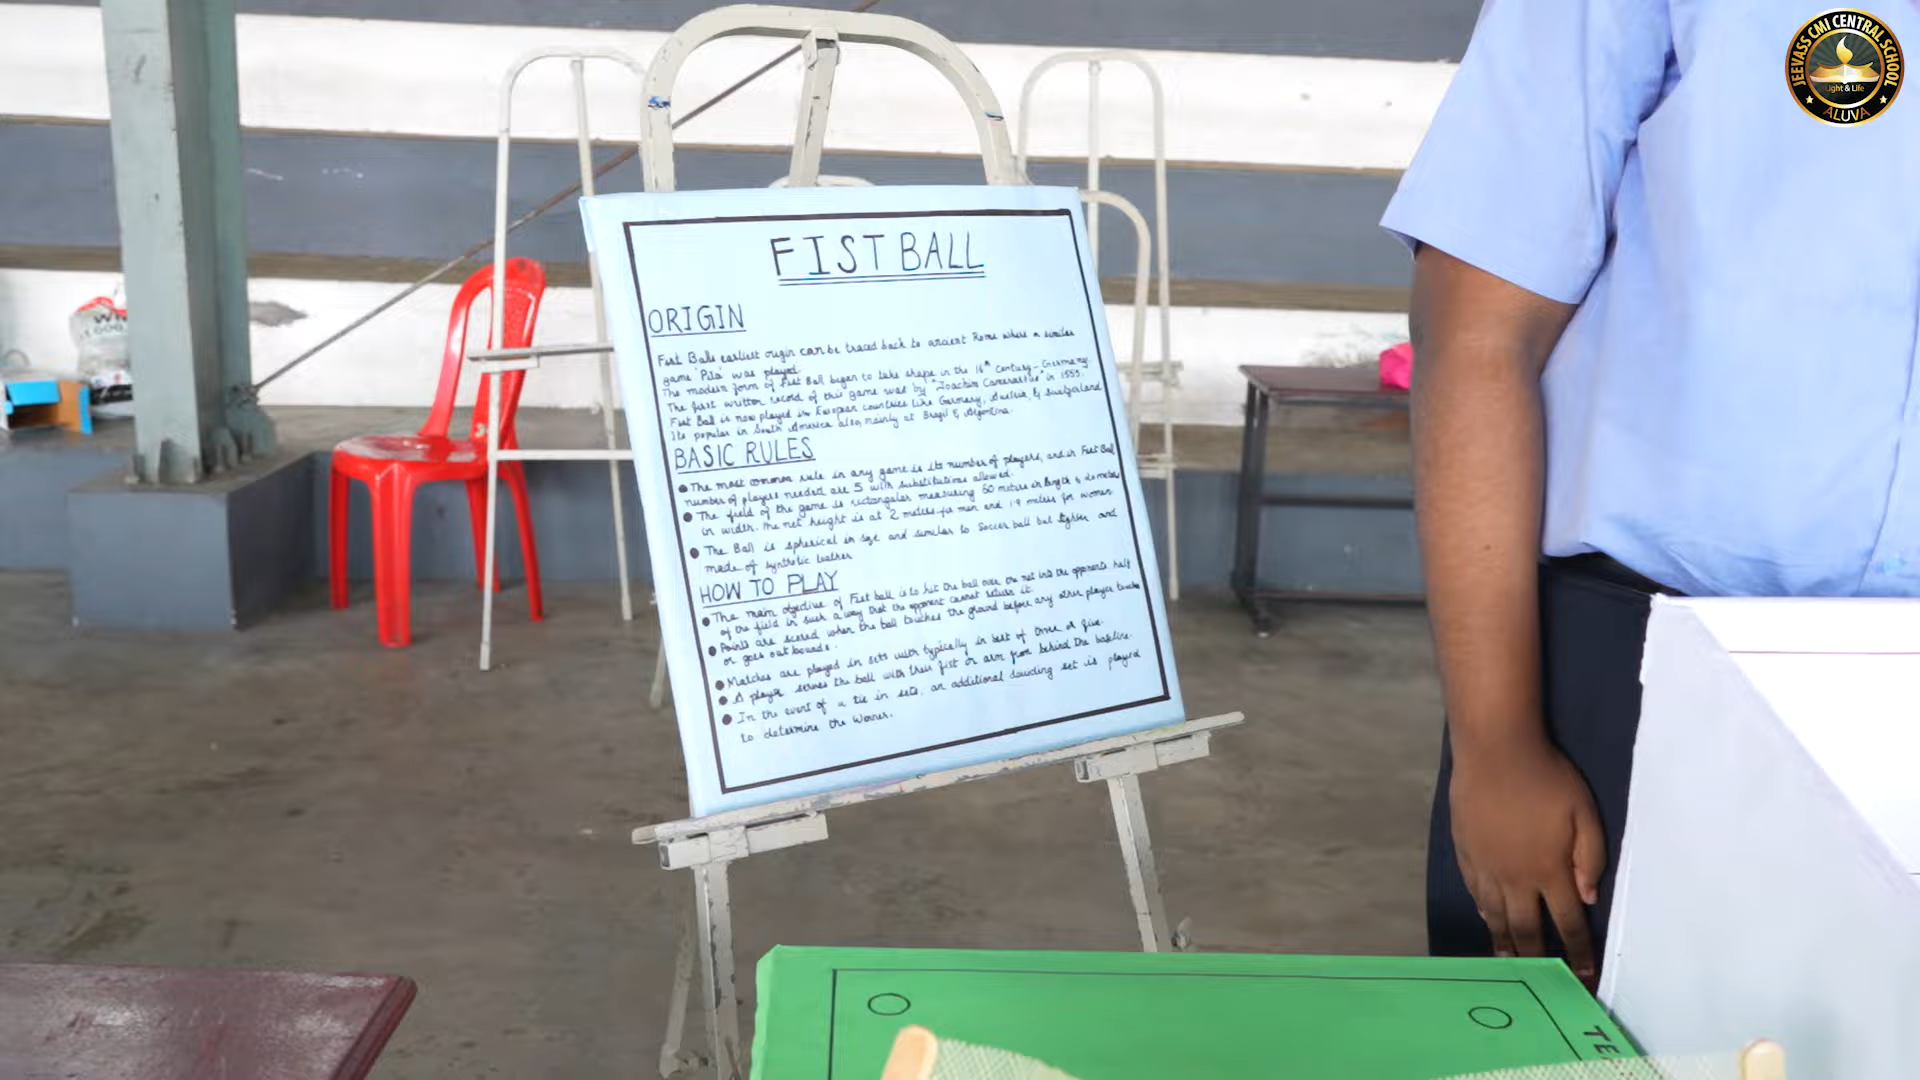 FIST BALL
ORIGIN
Fist Balls earliest origin can be traced back to ancient Rome where a similar
game 'Pila' was played.
The modern form of Fist Ball began to take shape in the 16th Century - Germany.
The first written record of this game was by "Joachim Camerarius" in 1555.
Fist Ball is now played in European countries like Germany, Austria, & Switzerland
Its popular in South America also, mainly at Brazil & Argentina.
BASIC RULES
● The most common rule in any game is its number of players, and in Fist Ball
number of players needed are 5 with substitutions allowed.
● The field of the game is rectangular measuring 50 metres in length &
in width. The net height is at 2 meters for men and 1.9 metres for women
● The Ball is spherical in size and similar to Soccer ball but lighter and
made of synthetic leather
HOW TO PLAY
● The main objective of Fist ball is to hit the ball over the net into the opponents half
of the field in such a way that the opponent cannot return it.
● Points are scored when the ball touches the ground before any other player touches
or goes out bounds.
● Matches are played in sets with typically in best of three or five.
● A player serves the ball with their fist or arm from behind the baseline.
● In the event of a tie in sets, an additional deciding set is played
to determine the Winner.
JEEVASS CMI CENTRAL SCHOOL
Light & Life
ALUVA
TE